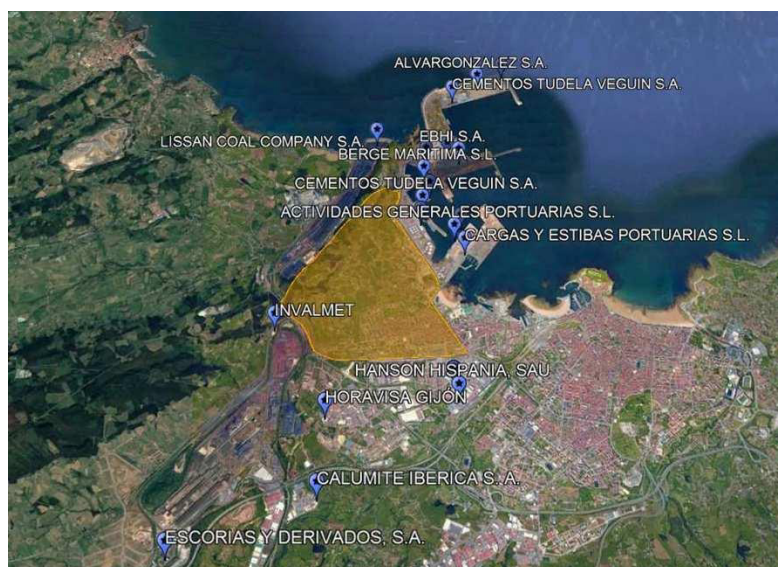 ALVARGONZALEZ S.A.
CEMENTOS TUDELA VEGUIN S.A.
LISSAN COAL COMPANY S.A.
EBHI S.A.
BERGE MARITIMA S.L.
CEMENTOS TUDELA VEGUIN S.A.
ACTIVIDADES GENERALES PORTUARIAS S.L.
CARGAS Y ESTIBAS PORTUARIAS S.L.
INVALMET
HANSON HISPANIA, SAU
HORAVISA GIJÓN
CALUMITE IBERICA S. A.
ESCORIAS Y DERIVADOS, S.A.